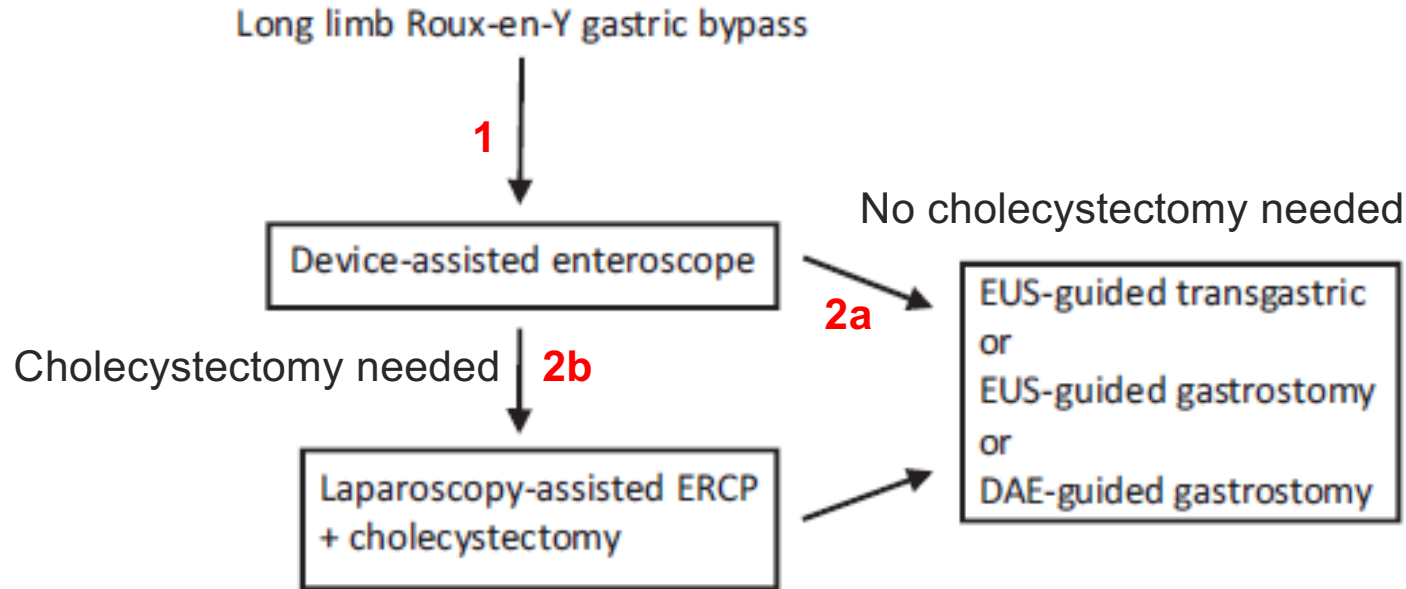 Long limb Roux-en-Y gastric bypass
1
No cholecystectomy needed
Device-assisted enteroscope
2a
EUS-guided transgastric
or
EUS-guided gastrostomy
or
DAE-guided gastrostomy
Cholecystectomy needed
2b
Laparoscopy-assisted ERCP
+ cholecystectomy